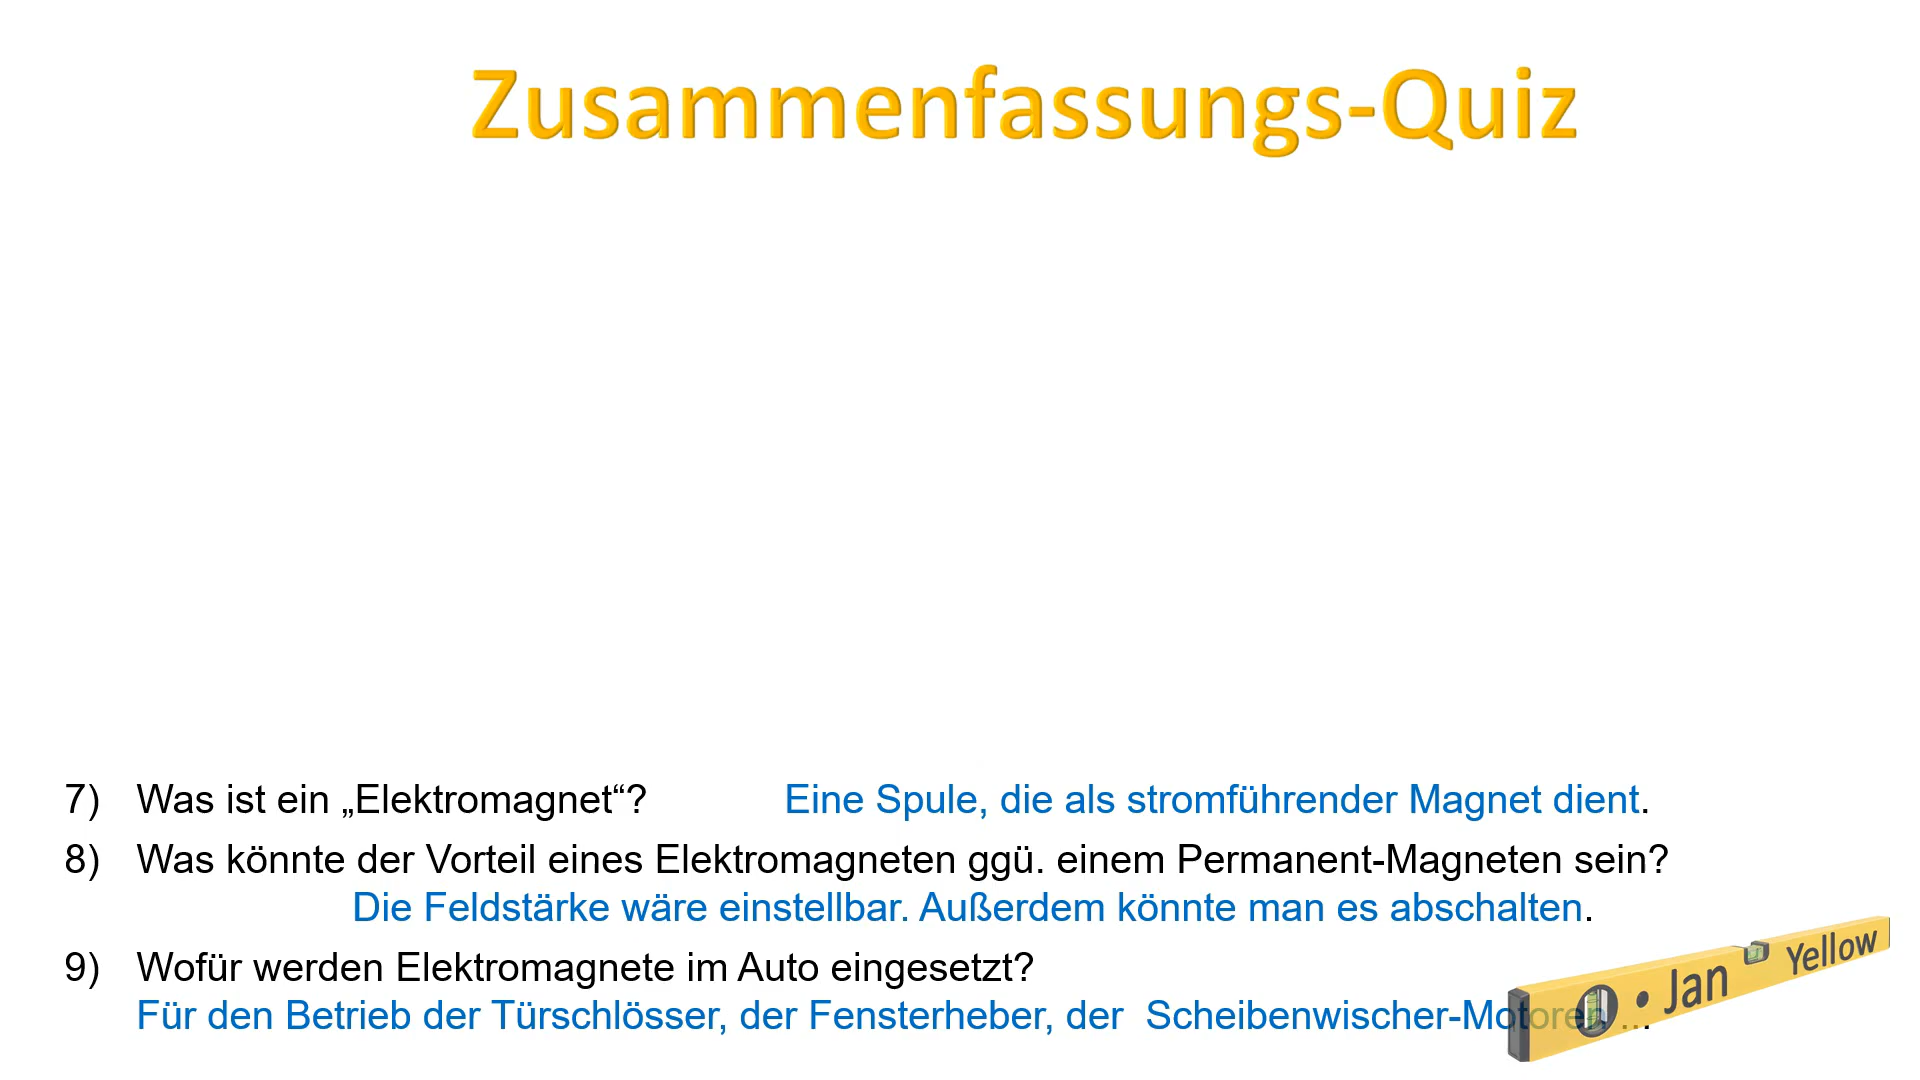 Zusammenfassungs-Quiz
7) Was ist ein „Elektromagnet“? Eine Spule, die als stromführender Magnet dient.
8) Was könnte der Vorteil eines Elektromagneten ggü. einem Permanent-Magneten sein?
Die Feldstärke wäre einstellbar. Außerdem könnte man es abschalten.
9) Wofür werden Elektromagnete im Auto eingesetzt?
Für den Betrieb der Türschlösser, der Fensterheber, der Scheibenwischer-Motoren ...
Jan Yellow